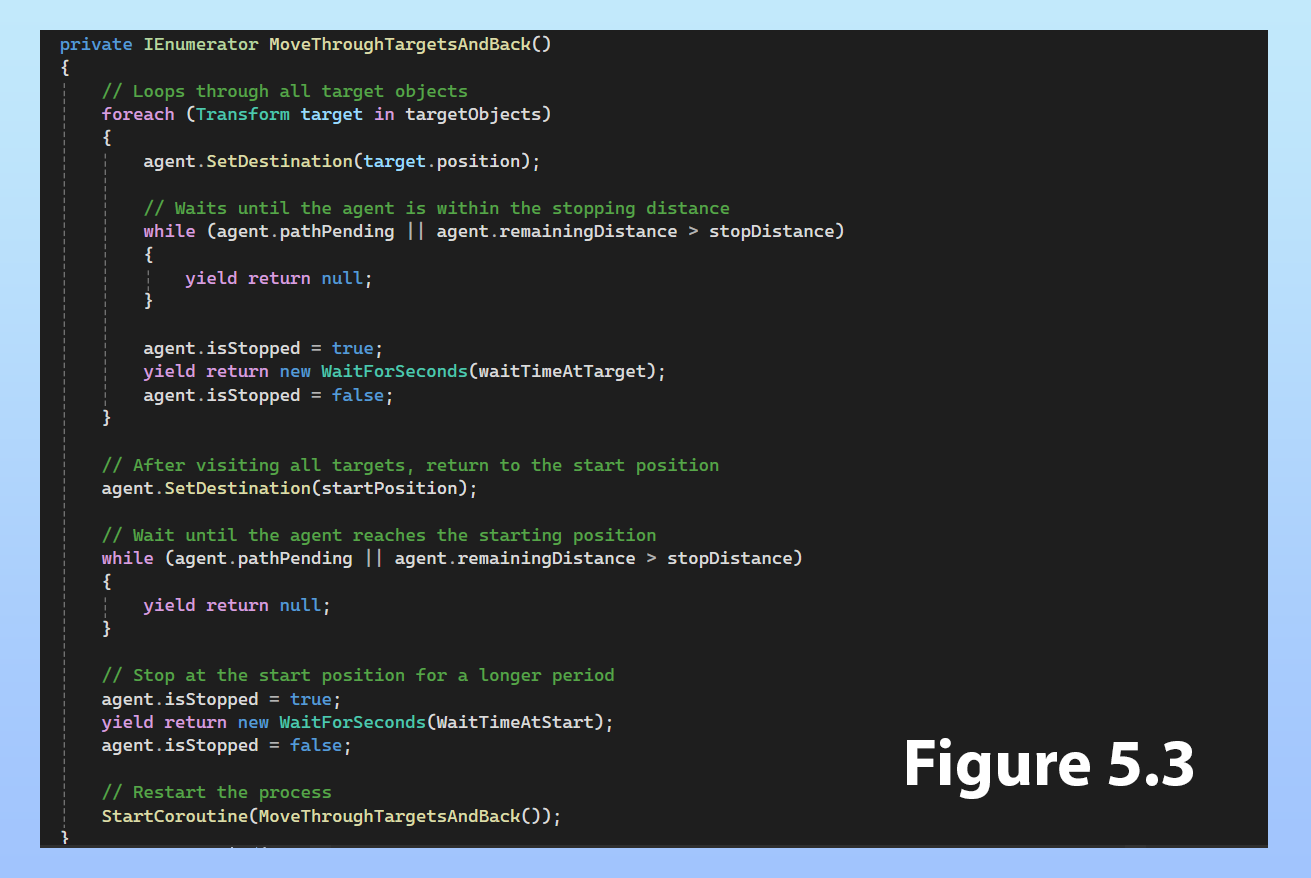 private IEnumerator MoveThroughTargetsAndBack()
{
    // Loops through all target objects
    foreach (Transform target in targetObjects)
    {
        agent.SetDestination(target.position);

        // Waits until the agent is within the stopping distance
        while (agent.pathPending || agent.remainingDistance > stopDistance)
        {
            yield return null;
        }

        agent.isStopped = true;
        yield return new WaitForSeconds(waitTimeAtTarget);
        agent.isStopped = false;
    }

    // After visiting all targets, return to the start position
    agent.SetDestination(startPosition);

    // Wait until the agent reaches the starting position
    while (agent.pathPending || agent.remainingDistance > stopDistance)
    {
        yield return null;
    }

    // Stop at the start position for a longer period
    agent.isStopped = true;
    yield return new WaitForSeconds(WaitTimeAtStart);
    agent.isStopped = false;

    // Restart the process
    StartCoroutine(MoveThroughTargetsAndBack());
}
Figure 5.3